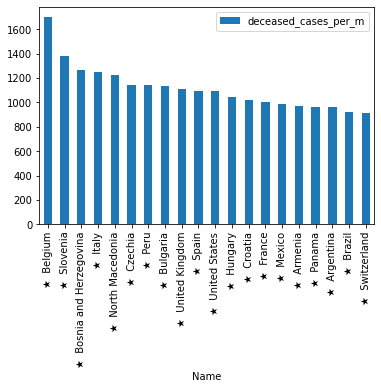 deceased_cases_per_m
1600
1400
1200
1000
800
600
400
200
0
★ Belgium
★ Slovenia
★ Bosnia and Herzegovina
★ Italy
★ North Macedonia
★ Czechia
★ Peru
★ Bulgaria
★ United Kingdom
★ Spain
★ United States
★ Hungary
★ Croatia
★ France
★ Mexico
★ Armenia
★ Panama
★ Argentina
★ Brazil
★ Switzerland
Name